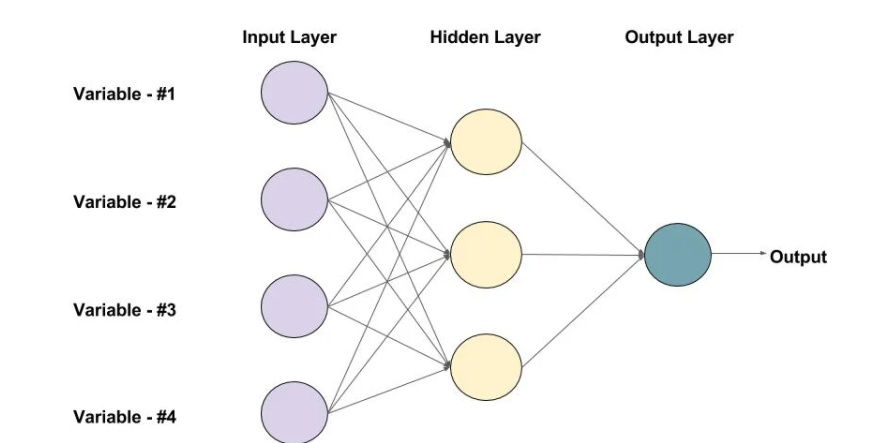 Input Layer Hidden Layer Output Layer
Variable - #1
Variable - #2
Output
Variable - #3
Variable - #4